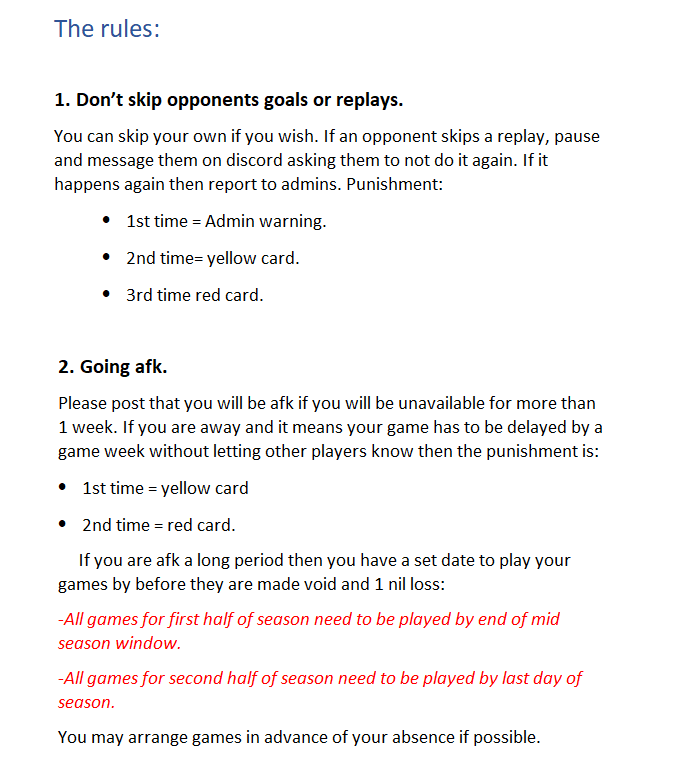 The rules:
1. Don’t skip opponents goals or replays.
You can skip your own if you wish. If an opponent skips a replay, pause
and message them on discord asking them to not do it again. If it
happens again then report to admins. Punishment:
• 1st time = Admin warning.
• 2nd time= yellow card.
• 3rd time red card.
2. Going afk.
Please post that you will be afk if you will be unavailable for more than
1 week. If you are away and it means your game has to be delayed by a
game week without letting other players know then the punishment is:
• 1st time = yellow card
• 2nd time = red card.
If you are afk a long period then you have a set date to play your
games by before they are made void and 1 nil loss:
-All games for first half of season need to be played by end of mid
season window.
-All games for second half of season need to be played by last day of
season.
You may arrange games in advance of your absence if possible.